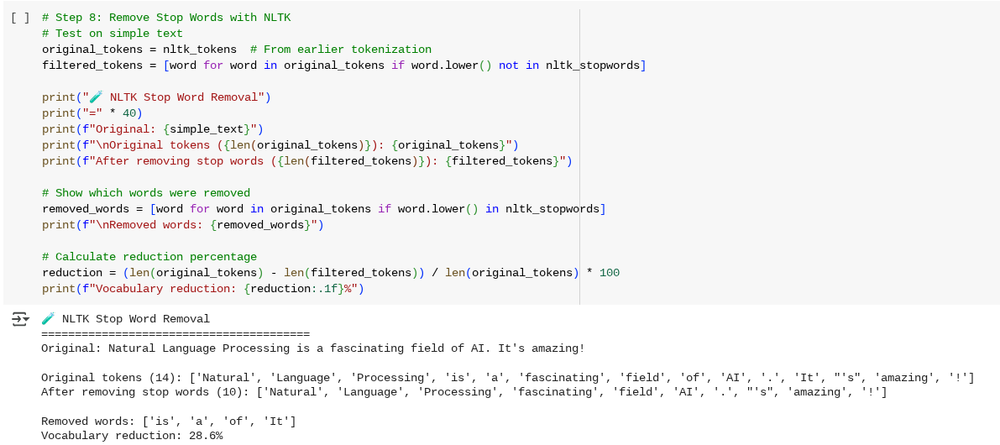 [ ] # Step 8: Remove Stop Words with NLTK
# Test on simple text
original_tokens = nltk_tokens  # From earlier tokenization
filtered_tokens = [word for word in original_tokens if word.lower() not in nltk_stopwords]

print("🧪 NLTK Stop Word Removal")
print("=" * 40)
print(f"Original: {simple_text}")
print(f"\nOriginal tokens ({len(original_tokens)}): {original_tokens}")
print(f"After removing stop words ({len(filtered_tokens)}): {filtered_tokens}")

# Show which words were removed
removed_words = [word for word in original_tokens if word.lower() in nltk_stopwords]
print(f"\nRemoved words: {removed_words}")

# Calculate reduction percentage
reduction = (len(original_tokens) - len(filtered_tokens)) / len(original_tokens) * 100
print(f"Vocabulary reduction: {reduction:.1f}%")

🧪 NLTK Stop Word Removal
========================================
Original: Natural Language Processing is a fascinating field of AI. It's amazing!

Original tokens (14): ['Natural', 'Language', 'Processing', 'is', 'a', 'fascinating', 'field', 'of', 'AI', '.', 'It', "'s", 'amazing', '!']
After removing stop words (10): ['Natural', 'Language', 'Processing', 'fascinating', 'field', 'AI', '.', "'s", 'amazing', '!']

Removed words: ['is', 'a', 'of', 'It']
Vocabulary reduction: 28.6%